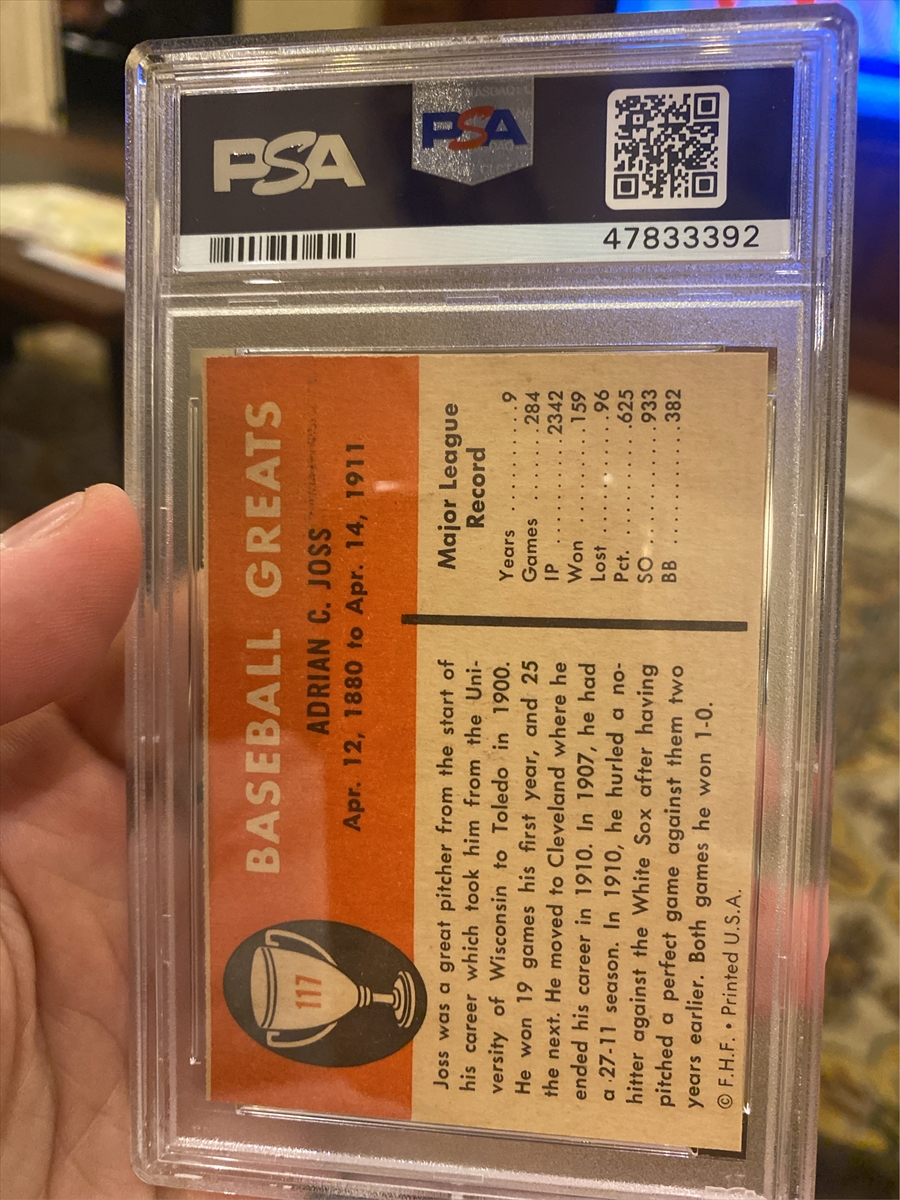 PSA
PSA
47833392
117
BASEBALL GREATS
ADRIAN C. JOSS
Apr. 12, 1880 to Apr. 14, 1911
Joss was a great pitcher from the start of
his career which took him from the Uni-
versity of Wisconsin to Toledo in 1900.
He won 19 games his first year, and 25
the next. He moved to Cleveland where he
ended his career in 1910. In 1907, he had
a 27-11 season. In 1910, he hurled a no-
hitter against the White Sox after having
pitched a perfect game against them two
years earlier. Both games he won 1-0.
© F.H.F. • Printed U.S.A.
Major League
Record
Years ......... 9
Games ........ 284
IP .......... 2342
Won .......... 159
Lost .......... 96
Pct. ......... .625
SO .......... 933
BB .......... 382